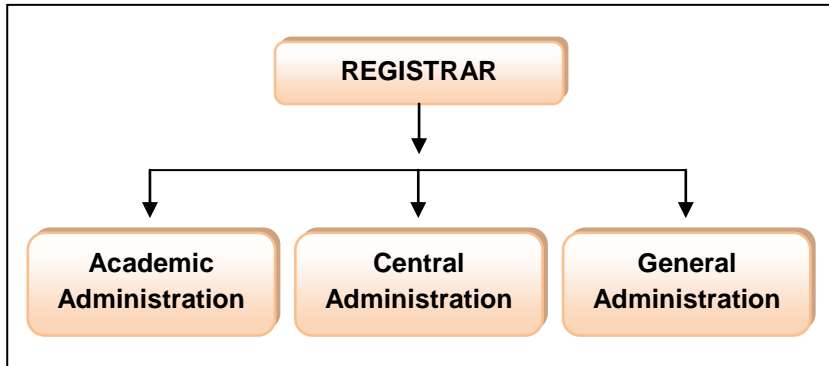 REGISTRAR
Academic
Administration
Central
Administration
General
Administration